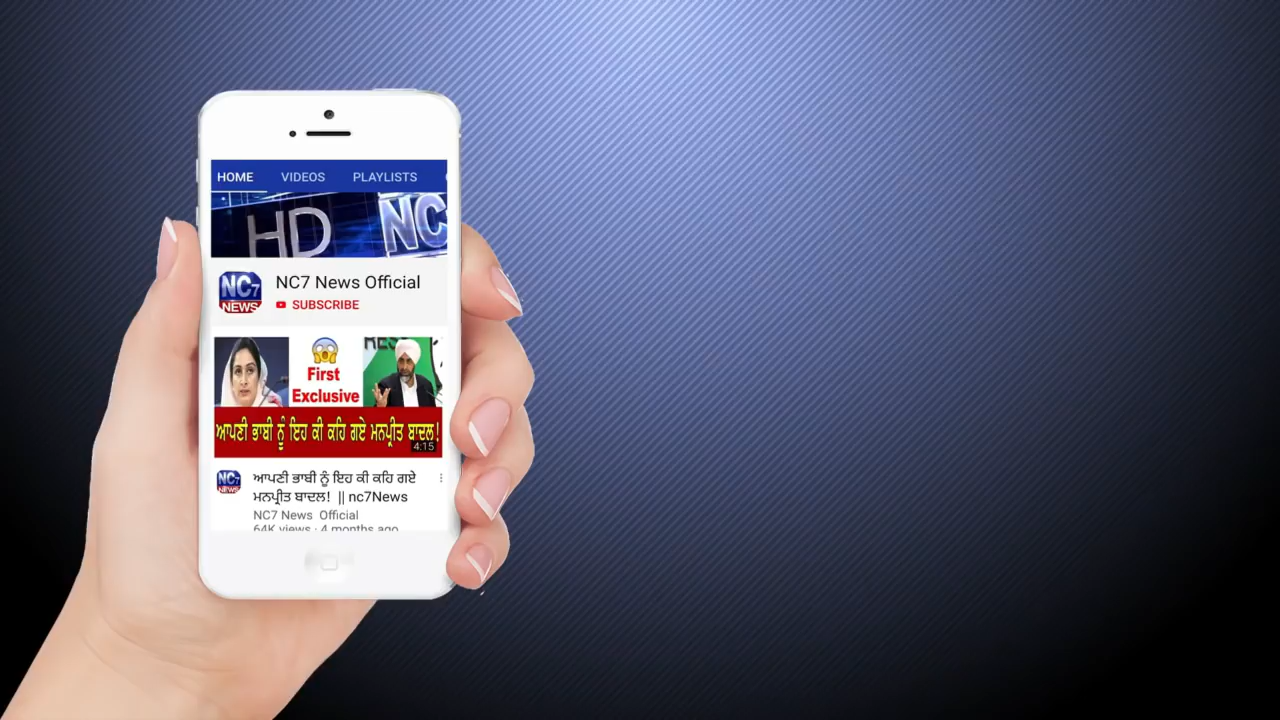 HOME VIDEOS PLAYLISTS
HD NC
NC7 NEWS
NC7 News Official
SUBSCRIBE
First
Exclusive
ਆਪਣੀ ਭਾਬੀ ਨੂੰ ਇਹ ਕੀ ਕਹਿ ਗਏ ਮਨਪ੍ਰੀਤ ਬਾਦਲ!
4:15
NC7 NEWS
ਆਪਣੀ ਭਾਬੀ ਨੂੰ ਇਹ ਕੀ ਕਹਿ ਗਏ
ਮਨਪ੍ਰੀਤ ਬਾਦਲ! || nc7News
NC7 News Official
64K views · 4 months ago